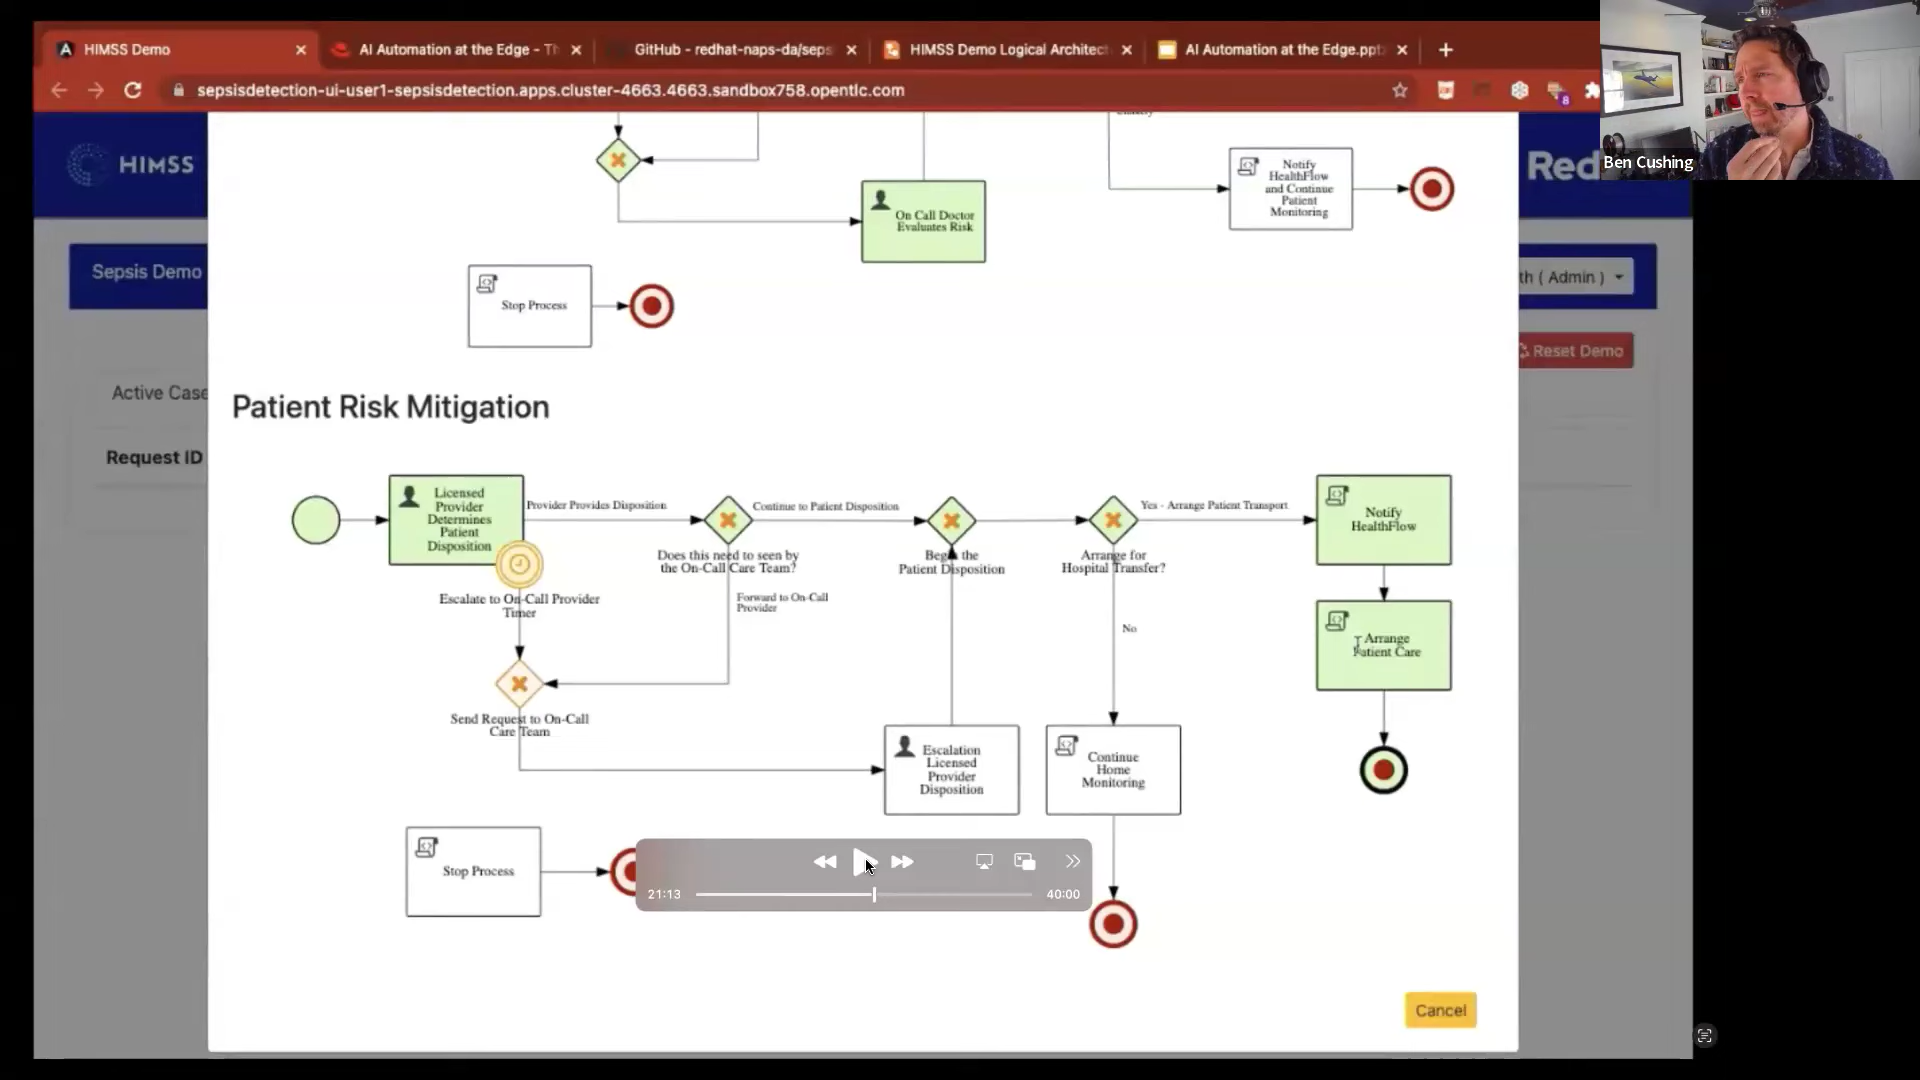 HIMSS Demo
AI Automation at the Edge - Th
GitHub - redhat-naps-da/seps
HIMSS Demo Logical Architect
AI Automation at the Edge.ppt
sepsisdetection-ui-user1-sepsisdetection.apps.cluster-4663.4663.sandbox758.opentlc.com
8
Ben Cushing
HIMSS
Red
Notify
HealthFlow
and Continue
Patient
Monitoring
On Call Doctor
Evaluates Risk
Sepsis Demo
th ( Admin )
Stop Process
Reset Demo
Active Case
Patient Risk Mitigation
Request ID
Licensed
Provider
Determines
Patient
Disposition
Provider Provides Disposition
Continue to Patient Disposition
Yes - Arrange Patient Transport
Notify
HealthFlow
Does this need to seen by
the On-Call Care Team?
Begin the
Patient Disposition
Arrange for
Hospital Transfer?
Escalate to On-Call Provider
Timer
Forward to On-Call
Provider
No
Arrange
Patient Care
Send Request to On-Call
Care Team
Escalation
Licensed
Provider
Disposition
Continue
Home
Monitoring
Stop Process
21:13
40:00
Cancel